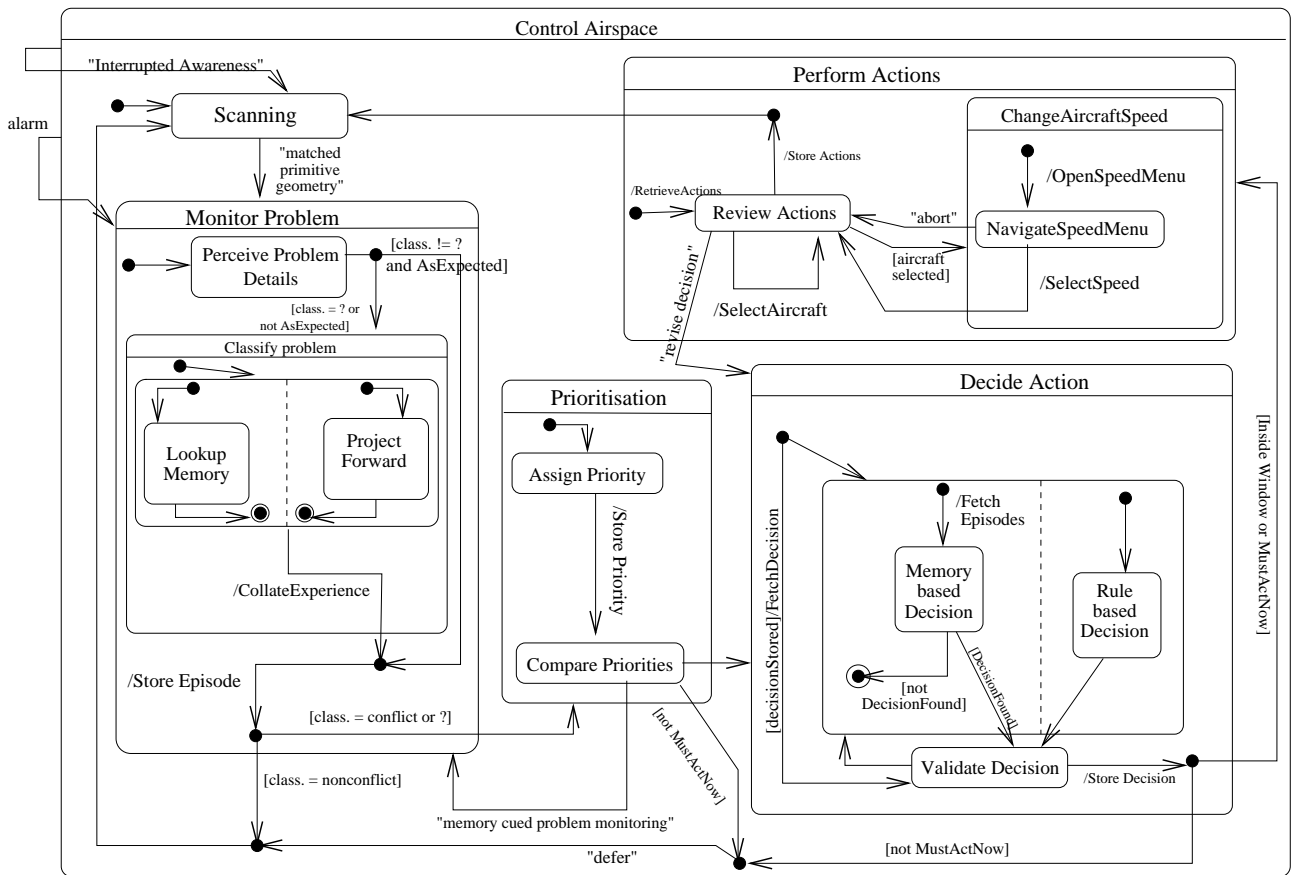 Control Airspace
"Interrupted Awareness"
Scanning
alarm
"matched
primitive
geometry"
Perform Actions
ChangeAircraftSpeed
/OpenSpeedMenu
NavigateSpeedMenu
/SelectSpeed
/Store Actions
/RetrieveActions
Review Actions
"abort"
[aircraft
selected]
/SelectAircraft
"revise decision"
Monitor Problem
Perceive Problem
Details
[class. != ?
and AsExpected]
[class. = ? or
not AsExpected]
Classify problem
Lookup
Memory
Project
Forward
/CollateExperience
/Store Episode
[class. = conflict or ?]
[class. = nonconflict]
Prioritisation
Assign Priority
/Store Priority
Compare Priorities
[not MustActNow]
"memory cued problem monitoring"
"defer"
Decide Action
[decisionStored]/FetchDecision
/Fetch
Episodes
Memory
based
Decision
Rule
based
Decision
[not
DecisionFound]
[DecisionFound]
Validate Decision
/Store Decision
[not MustActNow]
[Inside Window or MustActNow]